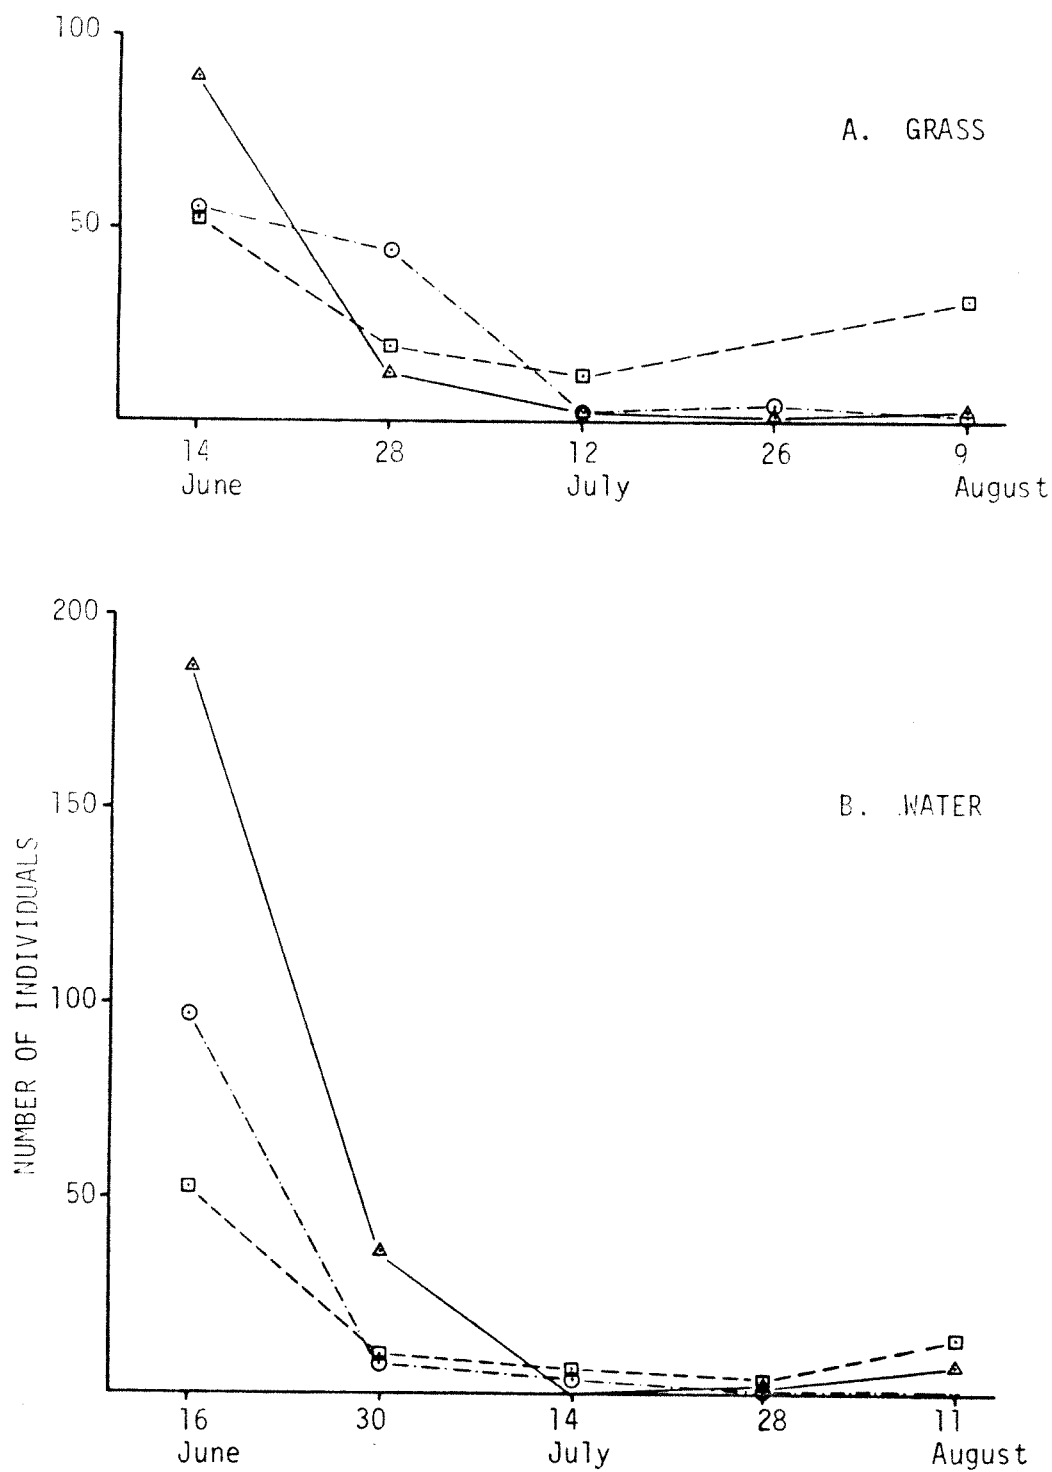 100
A. GRASS
50
14 28 12 26 9
June July August
200
150
B. WATER
NUMBER OF INDIVIDUALS
100
50
16 30 14 28 11
June July August